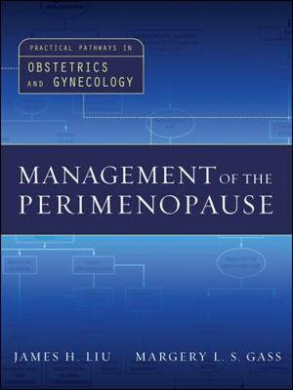 PRACTICAL PATHWAYS IN
OBSTETRICS AND GYNECOLOGY
MANAGEMENT OF THE
PERIMENOPAUSE
JAMES H. LIU
MARGERY L. S. GASS